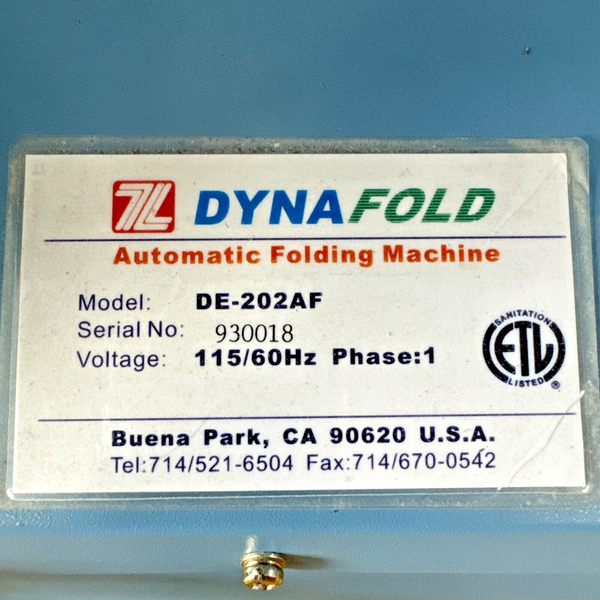 DYNAFOLD
Automatic Folding Machine
Model: DE-202AF
Serial No: 930018
Voltage: 115/60Hz Phase:1
SANITATION
ETL
LISTED
®
Buena Park, CA 90620 U.S.A.
Tel:714/521-6504 Fax:714/670-0542